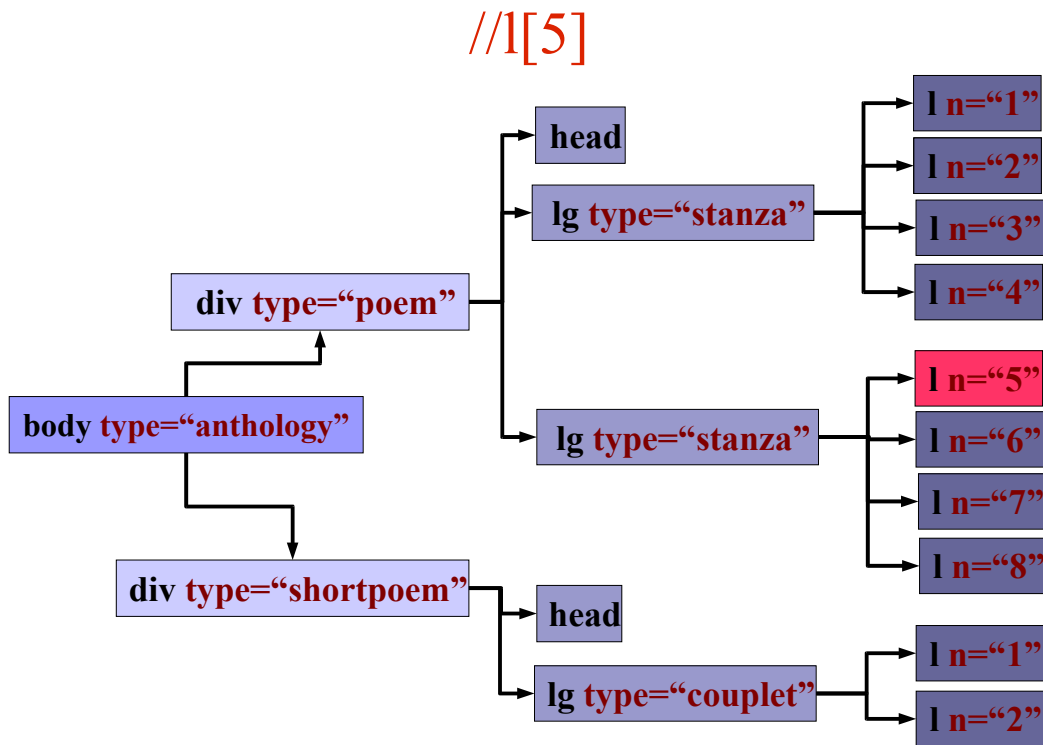 //l[5]
l n=“1”
head
l n=“2”
lg type=“stanza”
l n=“3”
l n=“4”
div type=“poem”
l n=“5”
body type=“anthology”
lg type=“stanza”
l n=“6”
l n=“7”
l n=“8”
div type=“shortpoem”
head
l n=“1”
lg type=“couplet”
l n=“2”